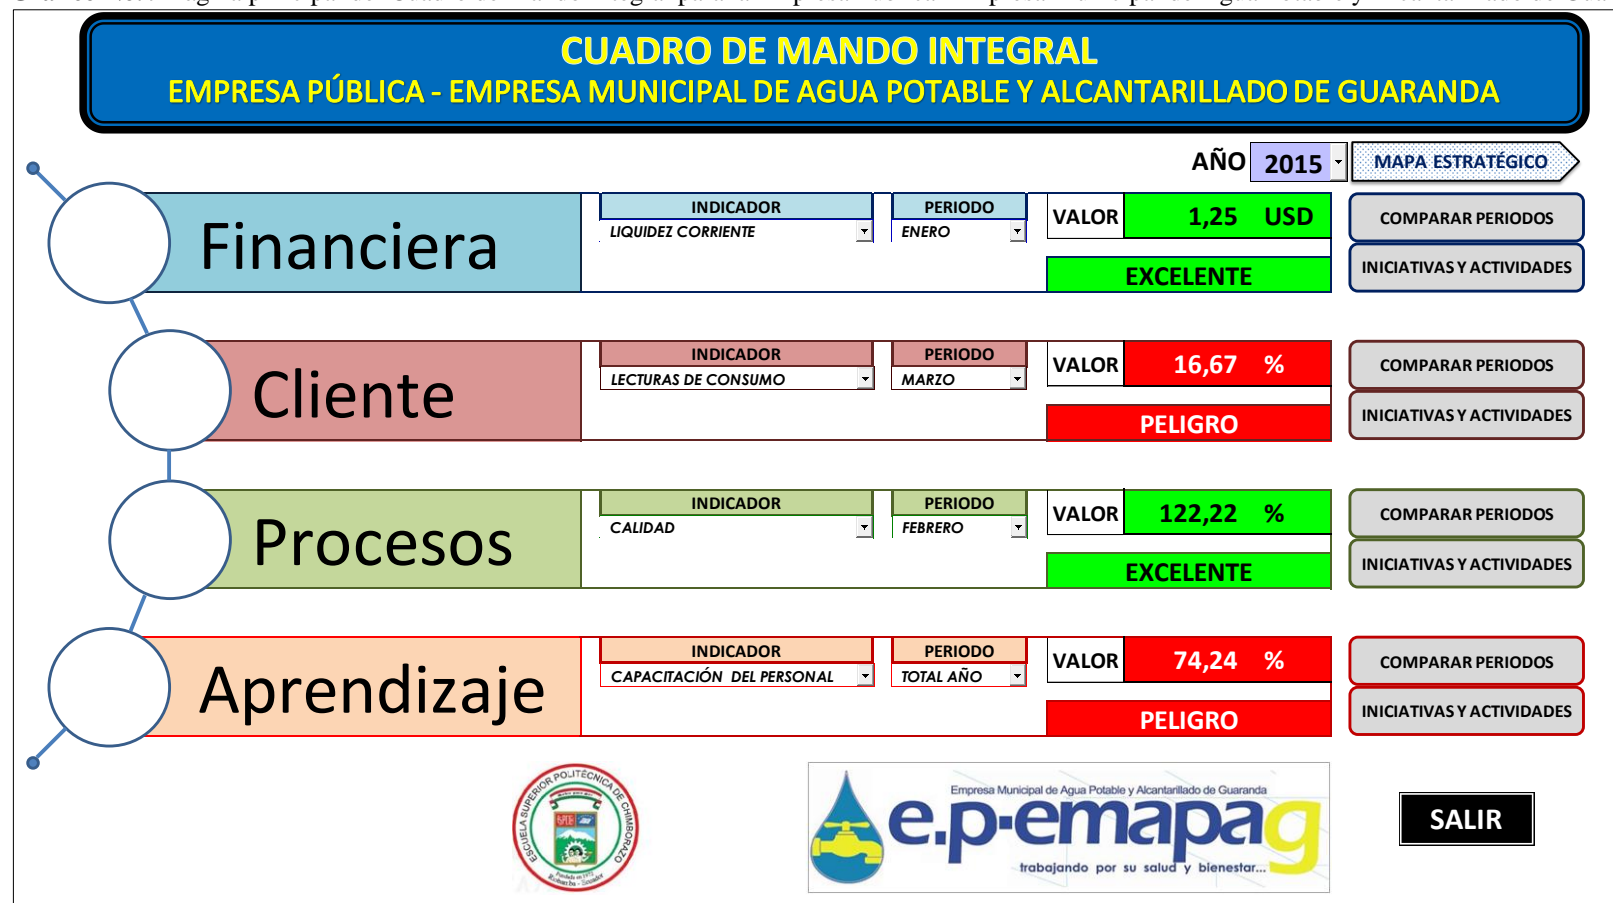 CUADRO DE MANDO INTEGRAL
EMPRESA PÚBLICA - EMPRESA MUNICIPAL DE AGUA POTABLE Y ALCANTARILLADO DE GUARANDA
AÑO 2015 MAPA ESTRATÉGICO
Financiera
INDICADOR PERIODO
LIQUIDEZ CORRIENTE ENERO
VALOR 1,25 USD
EXCELENTE
COMPARAR PERIODOS
INICIATIVAS Y ACTIVIDADES
Cliente
INDICADOR PERIODO
LECTURAS DE CONSUMO MARZO
VALOR 16,67 %
PELIGRO
COMPARAR PERIODOS
INICIATIVAS Y ACTIVIDADES
Procesos
INDICADOR PERIODO
CALIDAD FEBRERO
VALOR 122,22 %
EXCELENTE
COMPARAR PERIODOS
INICIATIVAS Y ACTIVIDADES
Aprendizaje
INDICADOR PERIODO
CAPACITACIÓN DEL PERSONAL TOTAL AÑO
VALOR 74,24 %
PELIGRO
COMPARAR PERIODOS
INICIATIVAS Y ACTIVIDADES
ESCUELA SUPERIOR POLITÉCNICA DE CHIMBORAZO
Riobamba - Ecuador
Empresa Municipal de Agua Potable y Alcantarillado de Guaranda
e.p-emapag
trabajando por su salud y bienestar...
SALIR